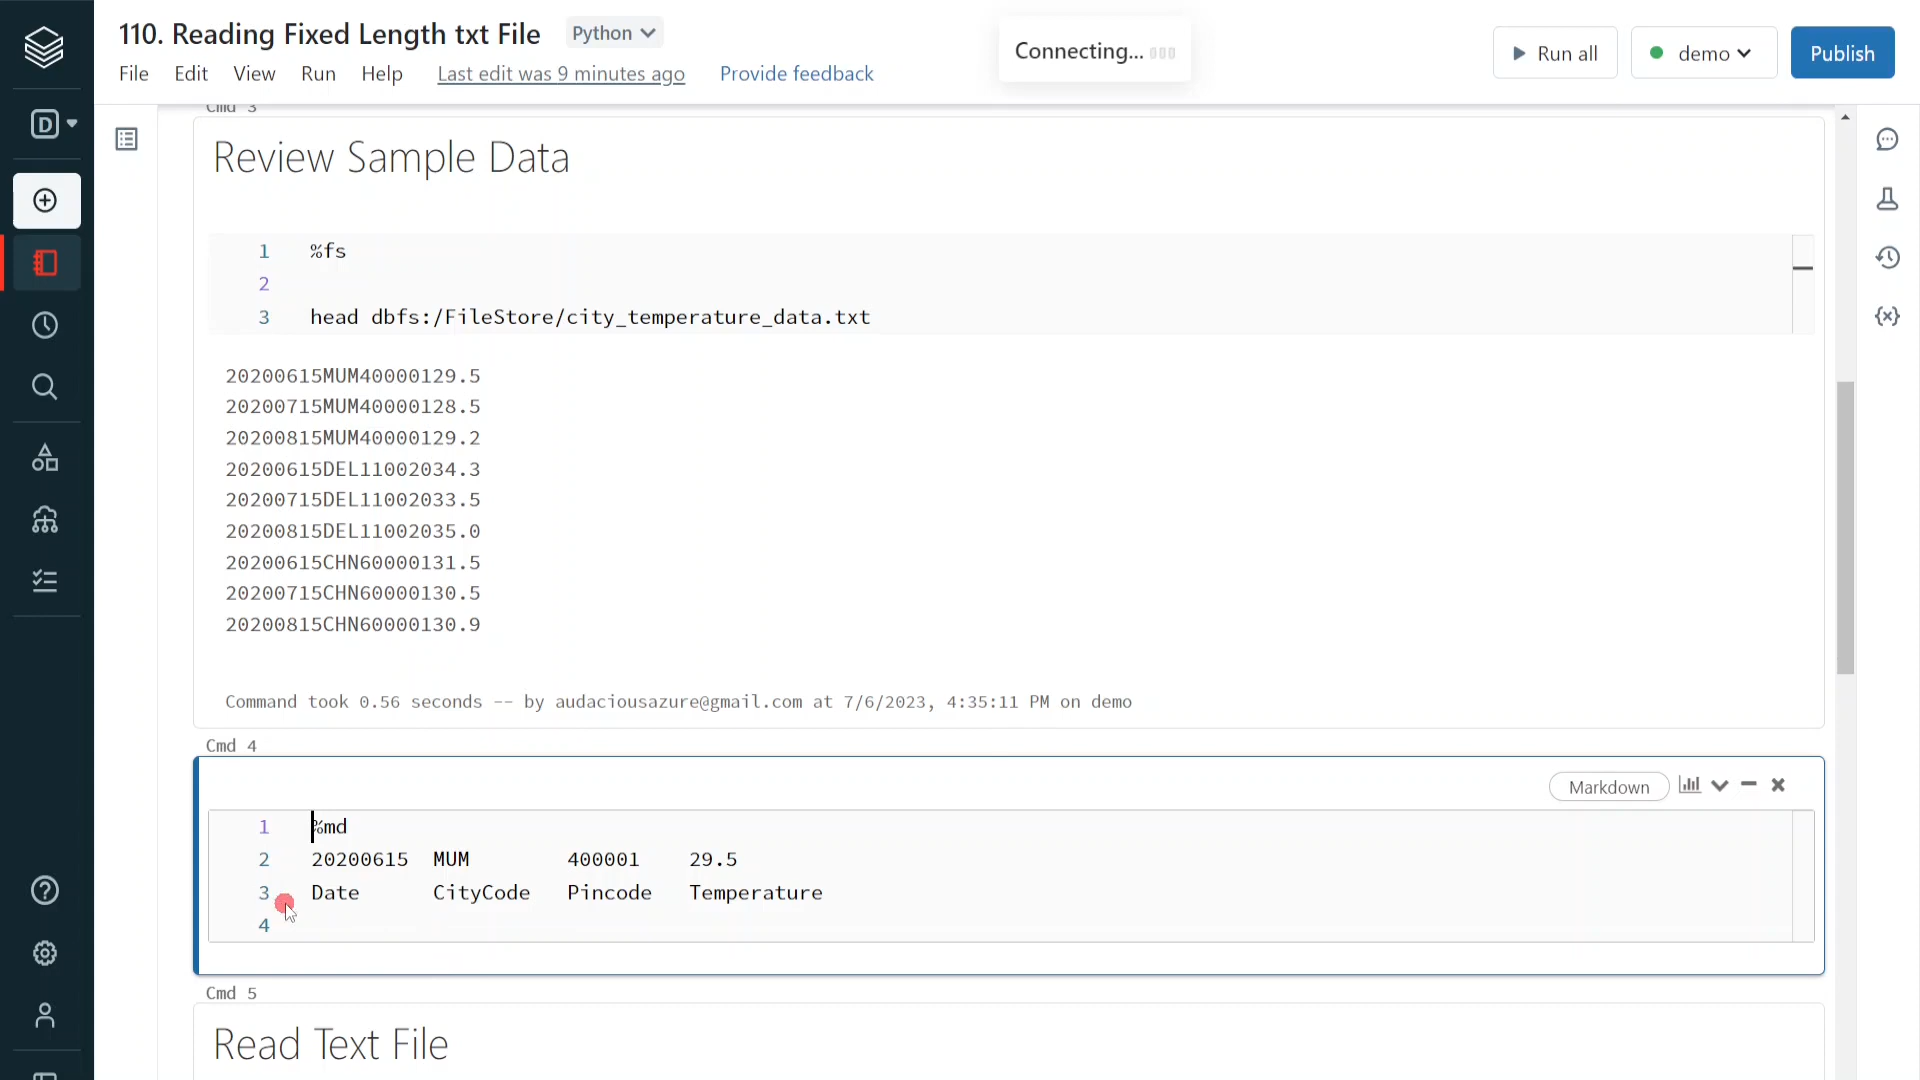 110. Reading Fixed Length txt File Python
File Edit View Run Help Last edit was 9 minutes ago Provide feedback
Connecting...
Run all
demo
Publish
D
Cmd 3
Review Sample Data
1 %fs
2
3 head dbfs:/FileStore/city_temperature_data.txt
20200615MUM40000129.5
20200715MUM40000128.5
20200815MUM40000129.2
20200615DEL11002034.3
20200715DEL11002033.5
20200815DEL11002035.0
20200615CHN60000131.5
20200715CHN60000130.5
20200815CHN60000130.9
Command took 0.56 seconds -- by audaciousazure@gmail.com at 7/6/2023, 4:35:11 PM on demo
Cmd 4
Markdown
1 %md
2 20200615 MUM 400001 29.5
3 Date CityCode Pincode Temperature
4
Cmd 5
Read Text File